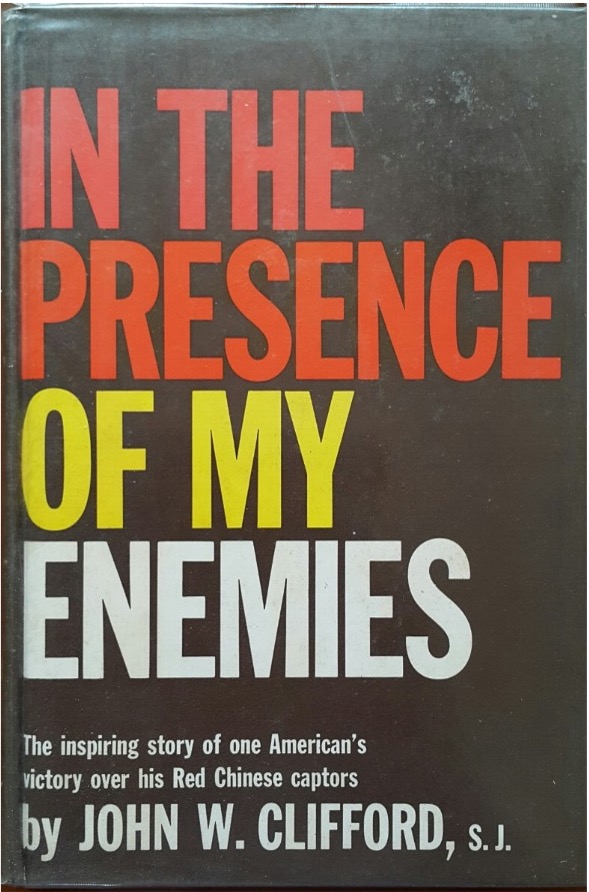 IN THE
PRESENCE
OF MY
ENEMIES
The inspiring story of one American's
victory over his Red Chinese captors
by JOHN W. CLIFFORD, S. J.